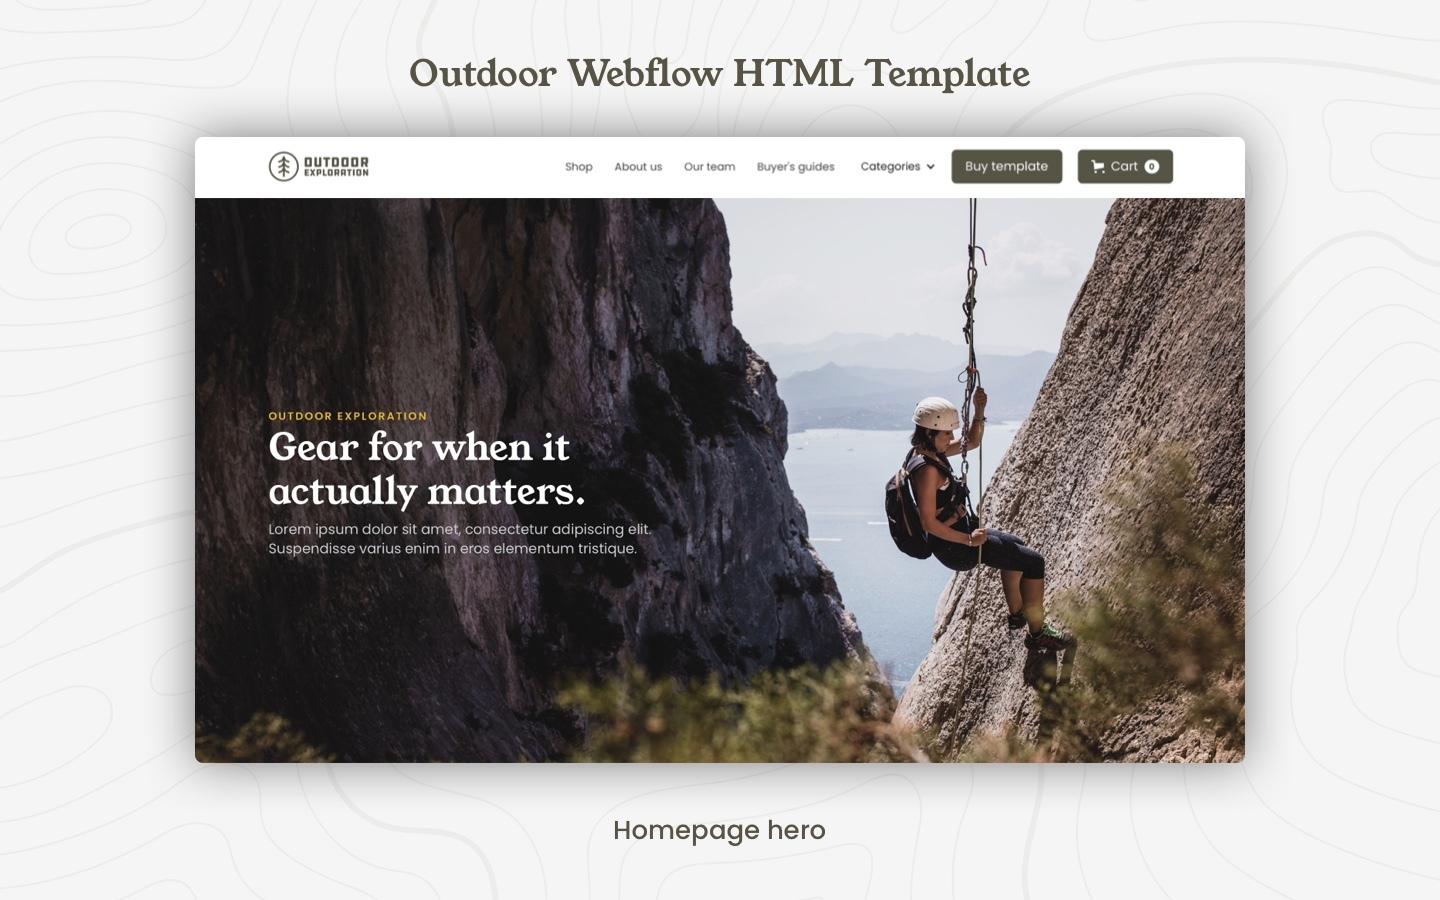 Outdoor Webflow HTML Template
OUTDOOR
EXPLORATION
Shop About us Our team Buyer's guides Categories Buy template Cart 0
OUTDOOR EXPLORATION
Gear for when it
actually matters.
Lorem ipsum dolor sit amet, consectetur adipiscing elit.
Suspendisse varius enim in eros elementum tristique.
Homepage hero